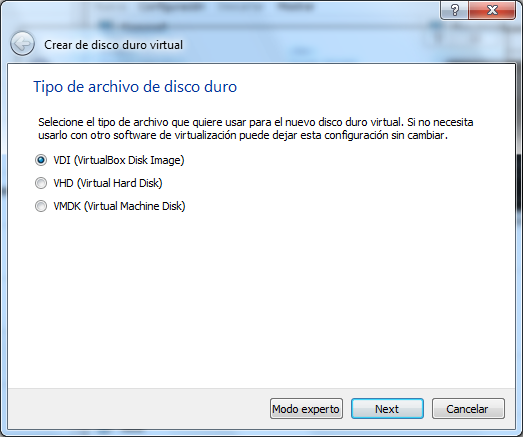 Crear de disco duro virtual
Tipo de archivo de disco duro
Selecione el tipo de archivo que quiere usar para el nuevo disco duro virtual. Si no necesita
usarlo con otro software de virtualización puede dejar esta configuración sin cambiar.
VDI (VirtualBox Disk Image)
VHD (Virtual Hard Disk)
VMDK (Virtual Machine Disk)
Modo experto
Next
Cancelar